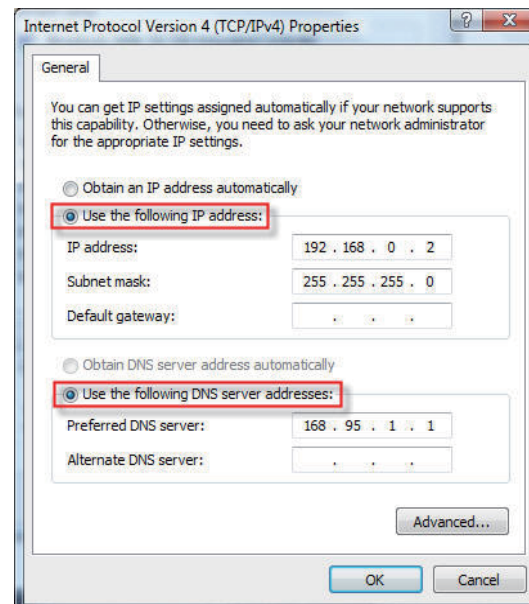 Internet Protocol Version 4 (TCP/IPv4) Properties
General
You can get IP settings assigned automatically if your network supports
this capability. Otherwise, you need to ask your network administrator
for the appropriate IP settings.
Obtain an IP address automatically
Use the following IP address:
IP address: 192 . 168 . 0 . 2
Subnet mask: 255 . 255 . 255 . 0
Default gateway: . . .
Obtain DNS server address automatically
Use the following DNS server addresses:
Preferred DNS server: 168 . 95 . 1 . 1
Alternate DNS server: . . .
Advanced...
OK Cancel